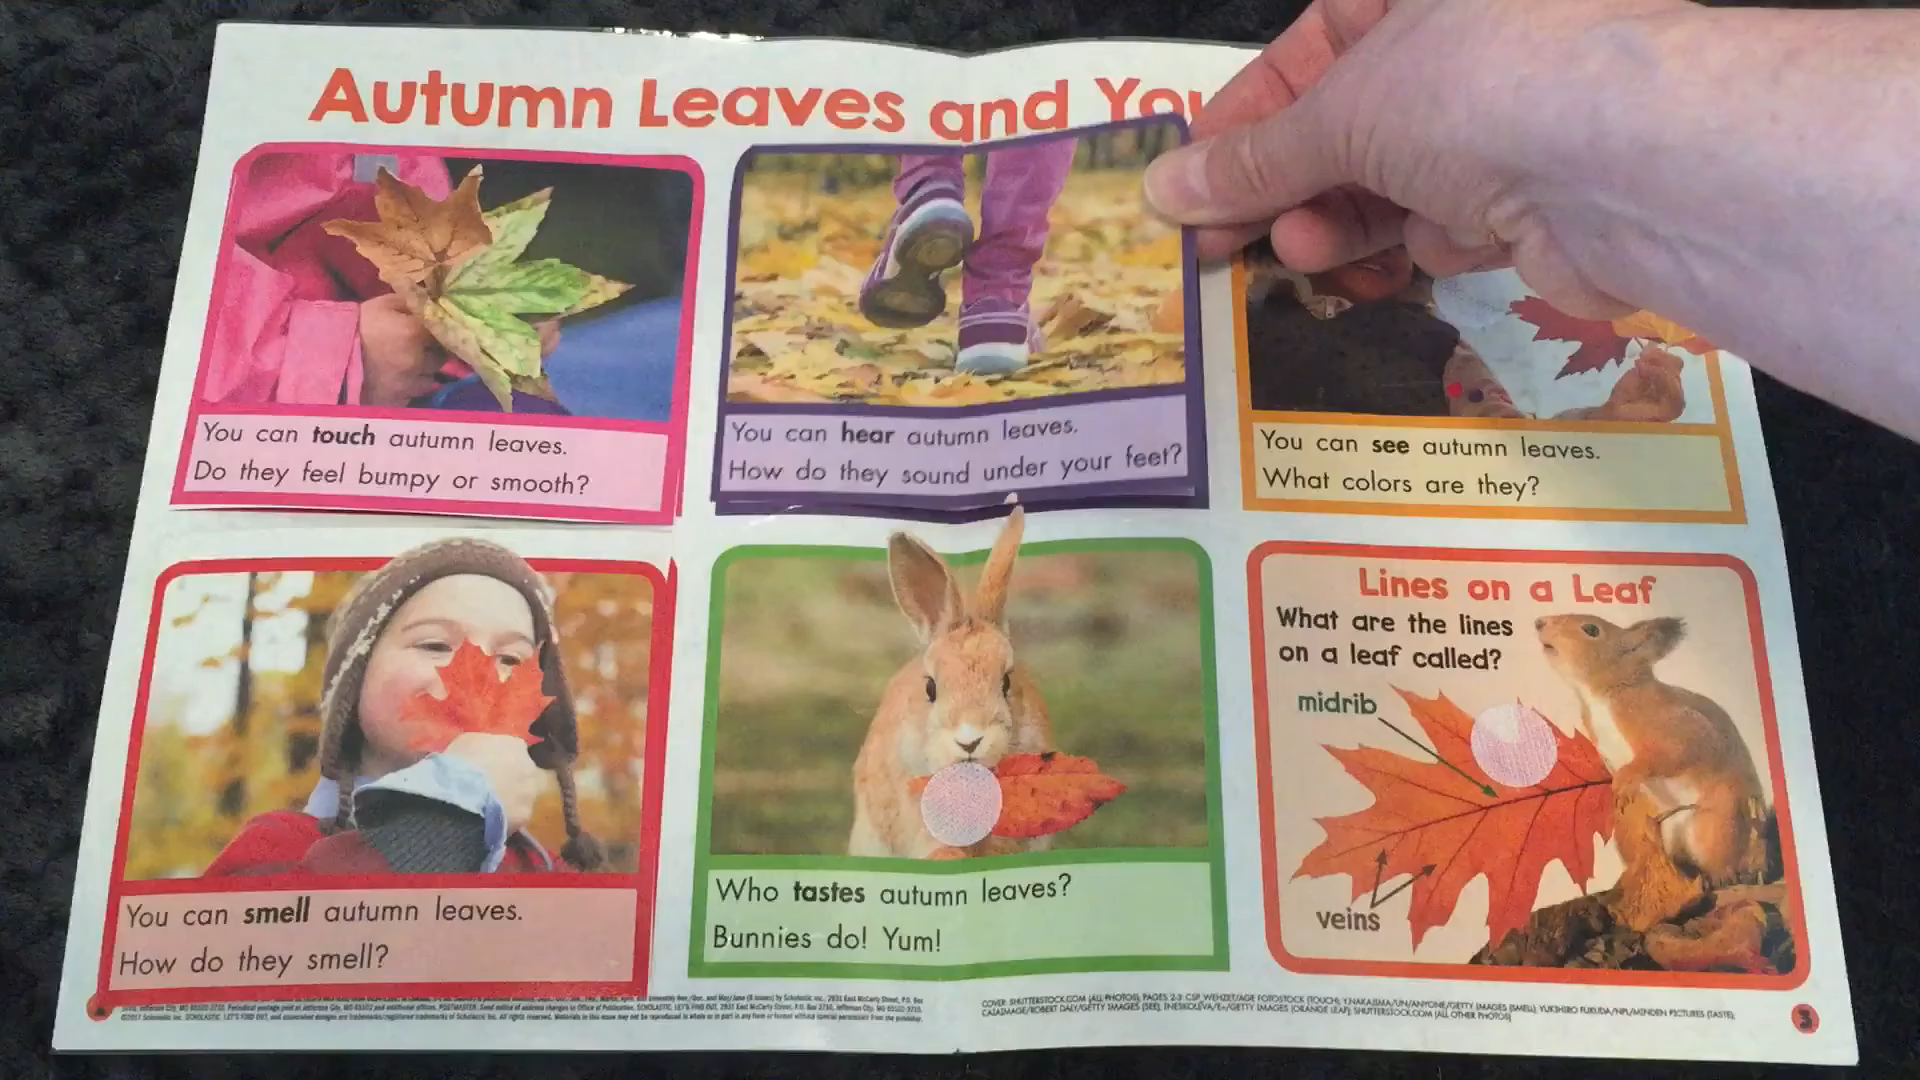 Autumn Leaves and You
You can touch autumn leaves.
Do they feel bumpy or smooth?
You can hear autumn leaves.
How do they sound under your feet?
You can see autumn leaves.
What colors are they?
You can smell autumn leaves.
How do they smell?
Who tastes autumn leaves?
Bunnies do! Yum!
Lines on a Leaf
What are the lines
on a leaf called?
midrib
veins
3